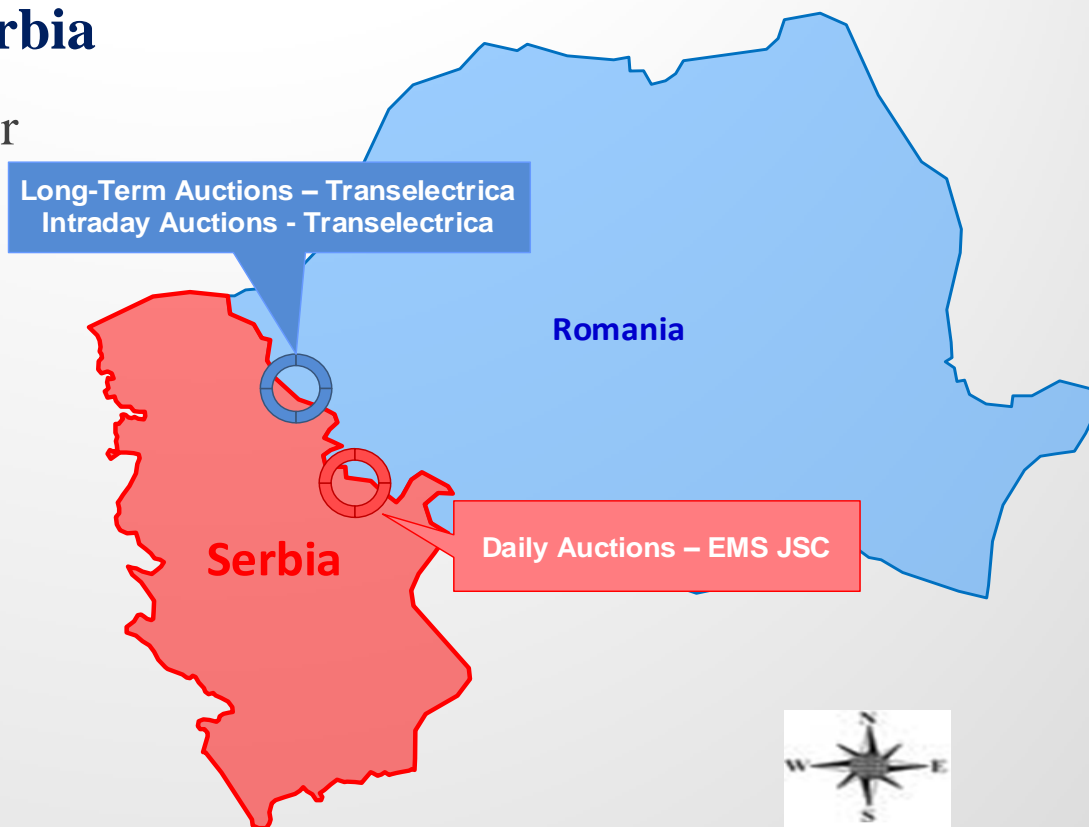 rbia
r
Long-Term Auctions – Transelectrica
Intraday Auctions - Transelectrica
Romania
Serbia
Daily Auctions – EMS JSC
N
W E
S